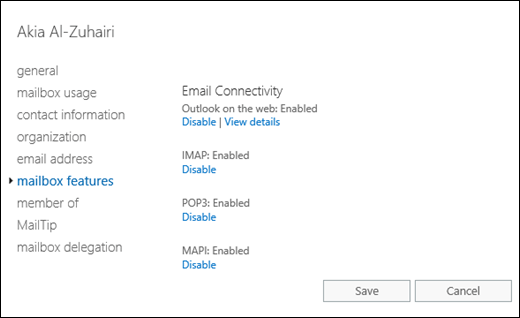 Akia Al-Zuhairi
general
mailbox usage
contact information
organization
email address
mailbox features
member of
MailTip
mailbox delegation
Email Connectivity
Outlook on the web: Enabled
Disable | View details
IMAP: Enabled
Disable
POP3: Enabled
Disable
MAPI: Enabled
Disable
Save
Cancel